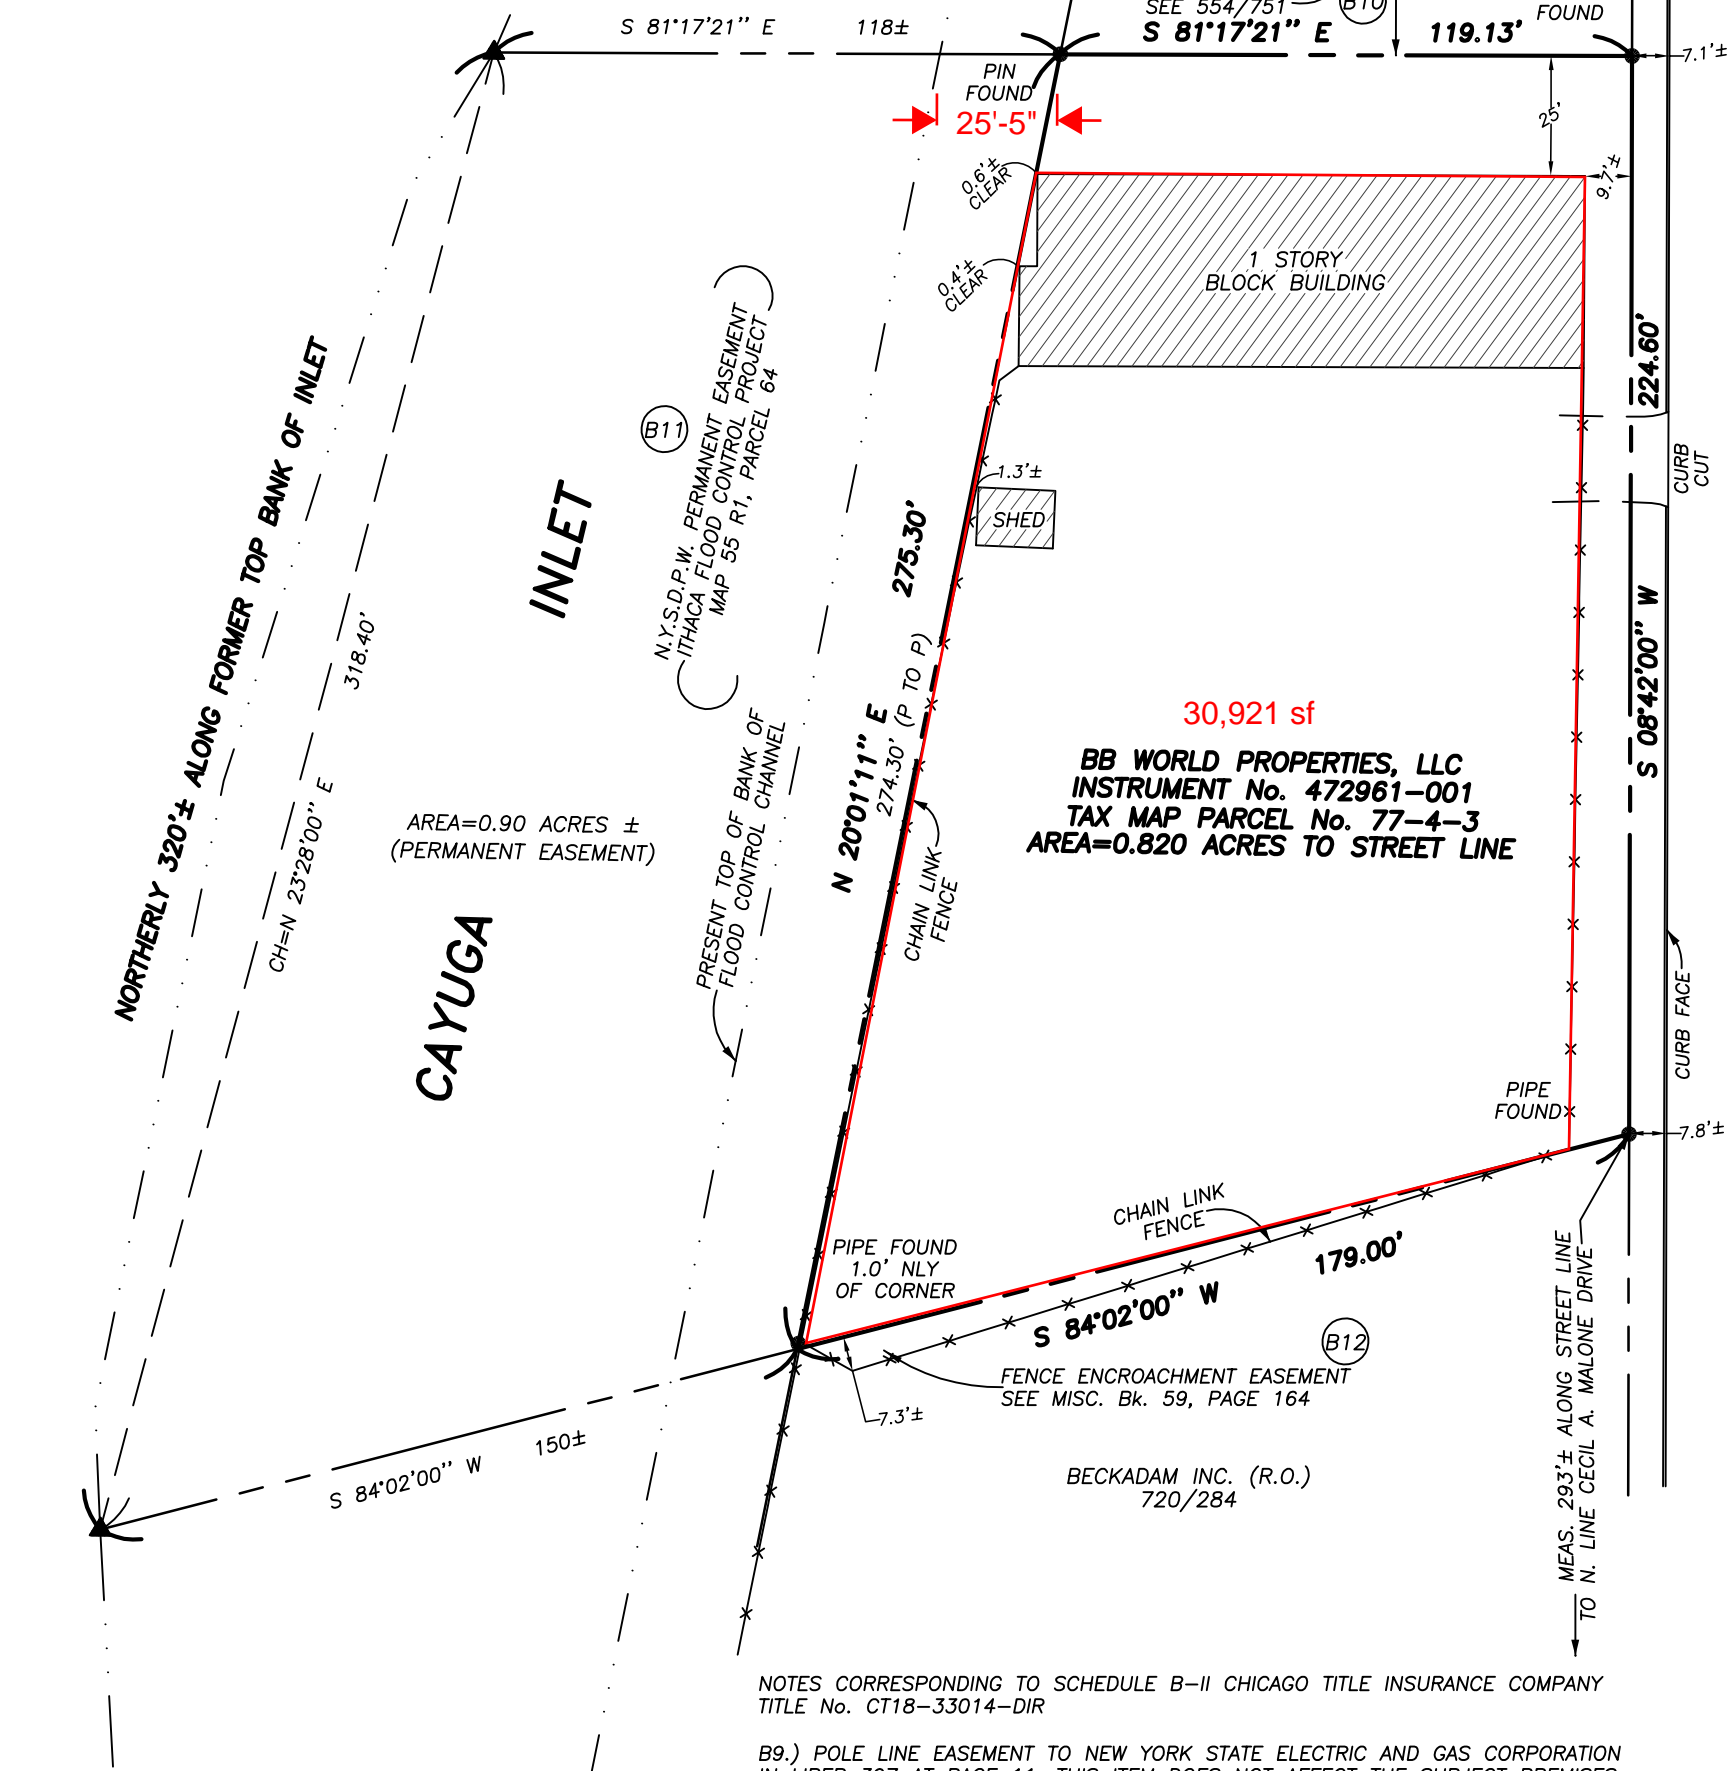 SEE 554/751
B10
FOUND
S 81°17'21" E
118±
S 81°17'21" E
119.13'
7.1'±
PIN
FOUND
25'-5"
25'
0.6'±
CLEAR
9.7'±
0.4'±
CLEAR
1 STORY
BLOCK BUILDING
224.60'
NORTHERLY 320'± ALONG FORMER TOP BANK OF INLET
318.40'
CH=N 23°28'00" E
B11
N.Y.S.D.P.W. PERMANENT EASEMENT
ITHACA FLOOD CONTROL PROJECT
MAP 55 R1, PARCEL 64
INLET
CAYUGA
CURB
CUT
1.3'±
SHED
275.30'
N 20°01'11" E
274.30' (P TO P)
S 08°42'00" W
30,921 sf
BB WORLD PROPERTIES, LLC
INSTRUMENT No. 472961-001
TAX MAP PARCEL No. 77-4-3
AREA=0.820 ACRES TO STREET LINE
AREA=0.90 ACRES ±
(PERMANENT EASEMENT)
PRESENT TOP OF BANK OF
FLOOD CONTROL CHANNEL
CHAIN LINK
FENCE
CURB FACE
PIPE
FOUND
7.8'±
CHAIN LINK
FENCE
PIPE FOUND
1.0' NLY
OF CORNER
179.00'
S 84°02'00" W
B12
FENCE ENCROACHMENT EASEMENT
SEE MISC. Bk. 59, PAGE 164
7.3'±
150±
S 84°02'00" W
BECKADAM INC. (R.O.)
720/284
MEAS. 293'± ALONG STREET LINE
TO N. LINE CECIL A. MALONE DRIVE
NOTES CORRESPONDING TO SCHEDULE B-II CHICAGO TITLE INSURANCE COMPANY
TITLE No. CT18-33014-DIR
B9.) POLE LINE EASEMENT TO NEW YORK STATE ELECTRIC AND GAS CORPORATION